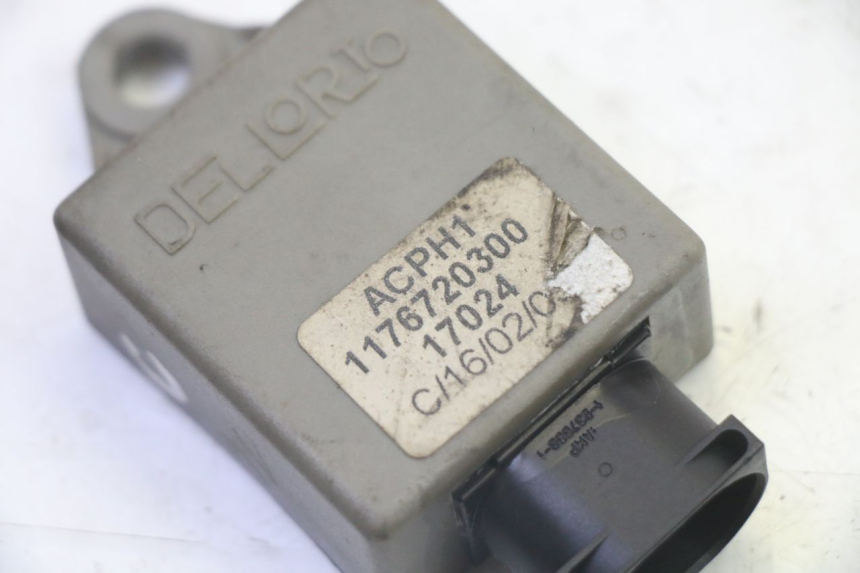 DELLORTO
ACPH1
1176720300
17024
C/16/02/0